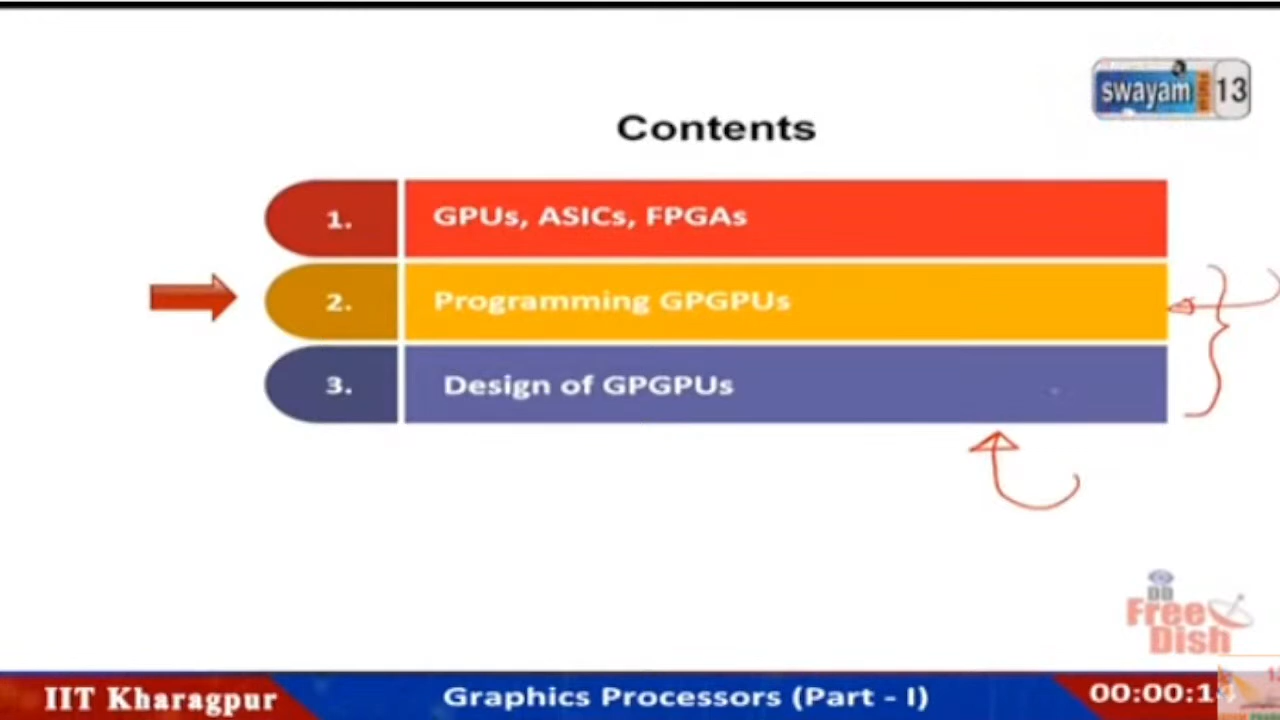 swayam 13
Contents
1. GPUs, ASICs, FPGAs
2. Programming GPGPUs
3. Design of GPGPUs
DD
Free
Dish
IIT Kharagpur Graphics Processors (Part - I)